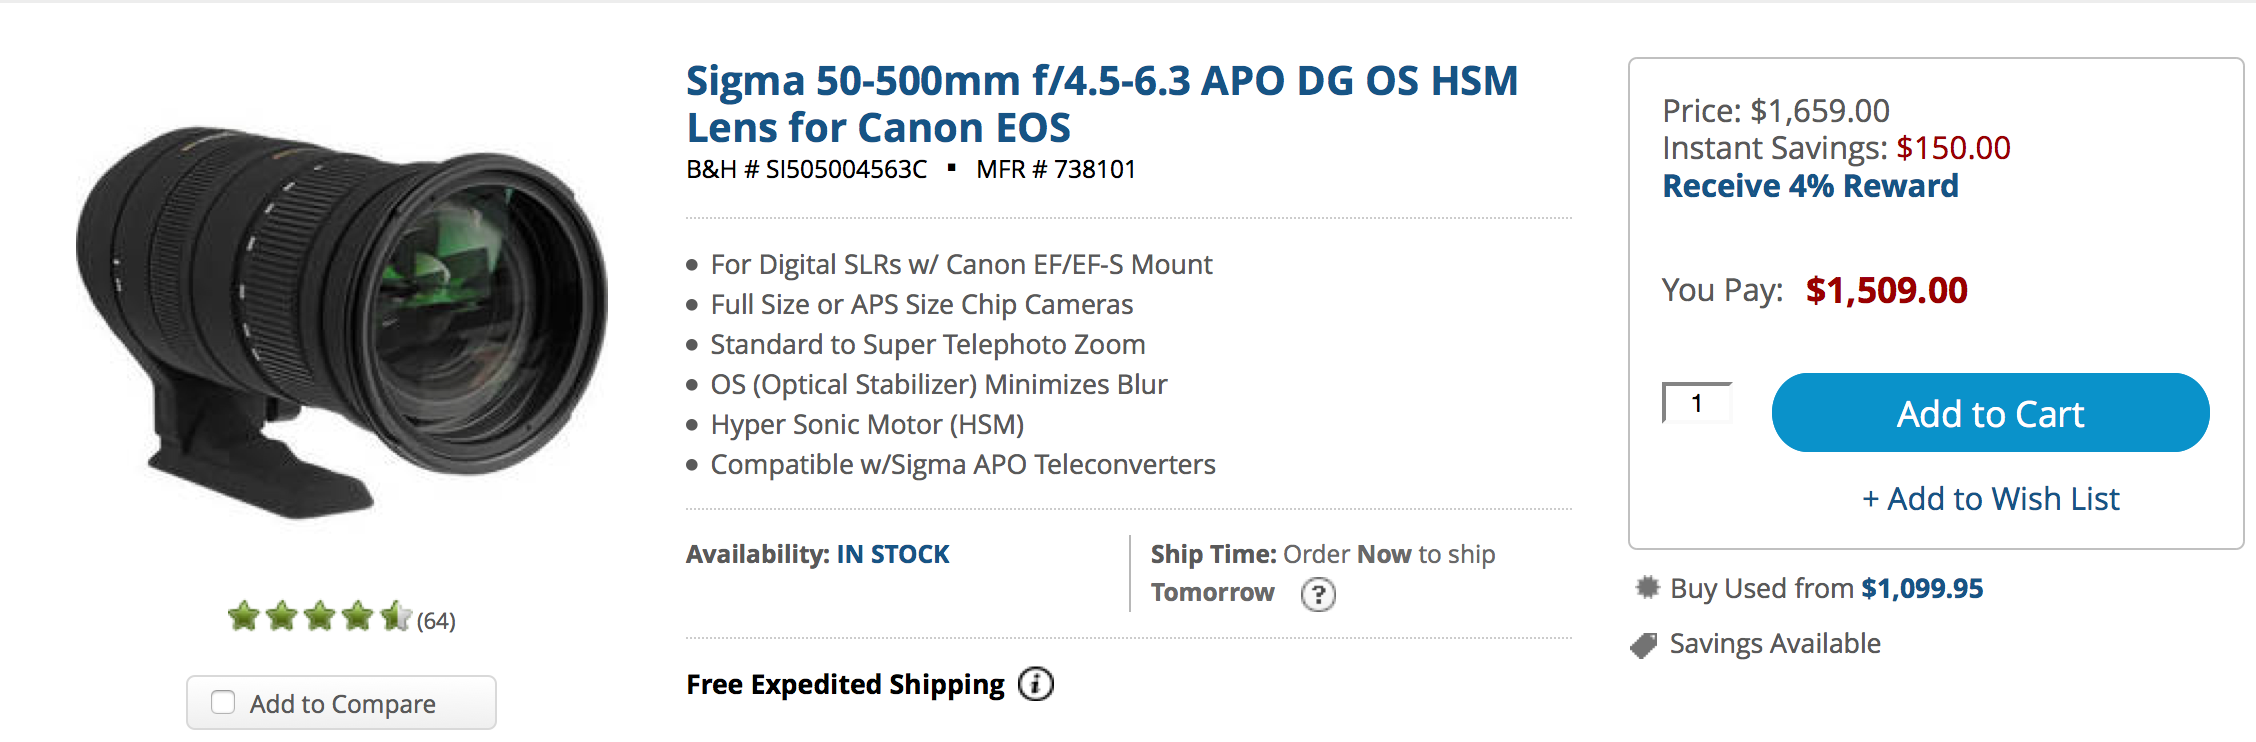 Sigma 50-500mm f/4.5-6.3 APO DG OS HSM
Lens for Canon EOS
B&H # SI505004563C ▪ MFR # 738101
• For Digital SLRs w/ Canon EF/EF-S Mount
• Full Size or APS Size Chip Cameras
• Standard to Super Telephoto Zoom
• OS (Optical Stabilizer) Minimizes Blur
• Hyper Sonic Motor (HSM)
• Compatible w/Sigma APO Teleconverters
Availability: IN STOCK
Ship Time: Order Now to ship
Tomorrow ?
Free Expedited Shipping i
(64)
Add to Compare
Price: $1,659.00
Instant Savings: $150.00
Receive 4% Reward
You Pay: $1,509.00
1
Add to Cart
+ Add to Wish List
Buy Used from $1,099.95
Savings Available